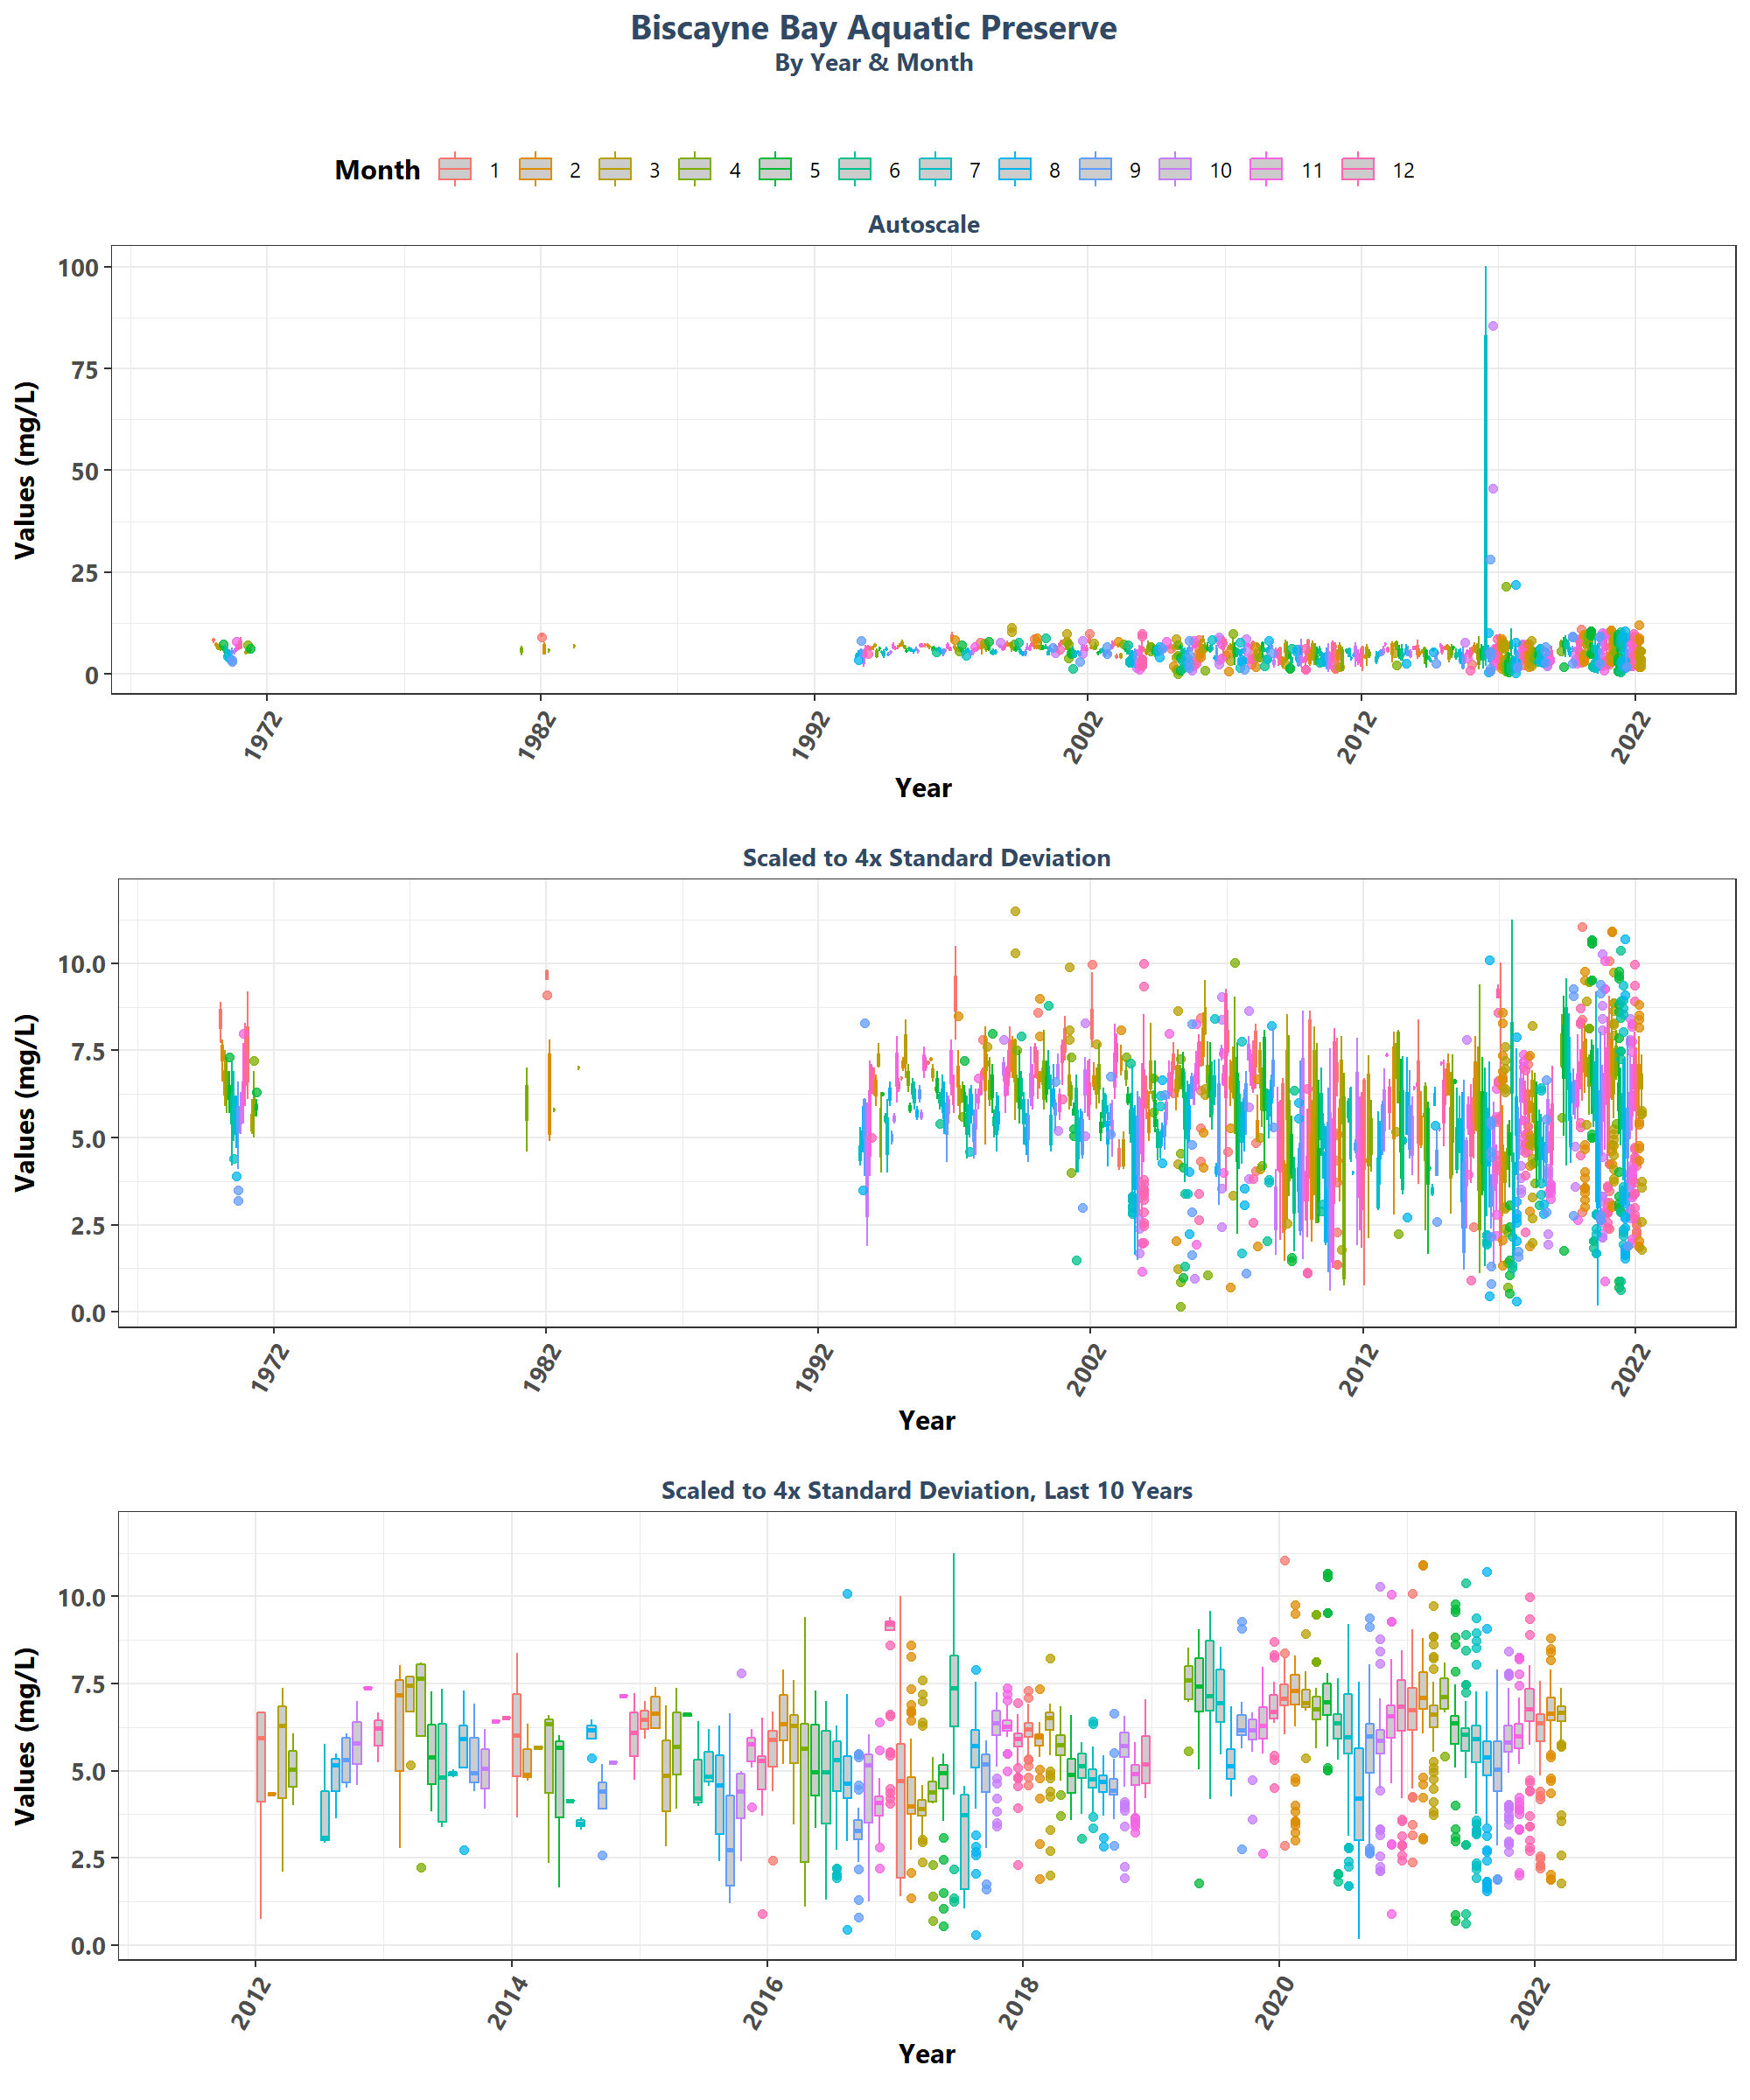 Biscayne Bay Aquatic Preserve
By Year & Month
Month 1 2 3 4 5 6 7 8 9 10 11 12
Autoscale
Values (mg/L)
100
75
50
25
0
1972 1982 1992 2002 2012 2022
Year
Scaled to 4x Standard Deviation
Values (mg/L)
10.0
7.5
5.0
2.5
0.0
1972 1982 1992 2002 2012 2022
Year
Scaled to 4x Standard Deviation, Last 10 Years
Values (mg/L)
10.0
7.5
5.0
2.5
0.0
2012 2014 2016 2018 2020 2022
Year